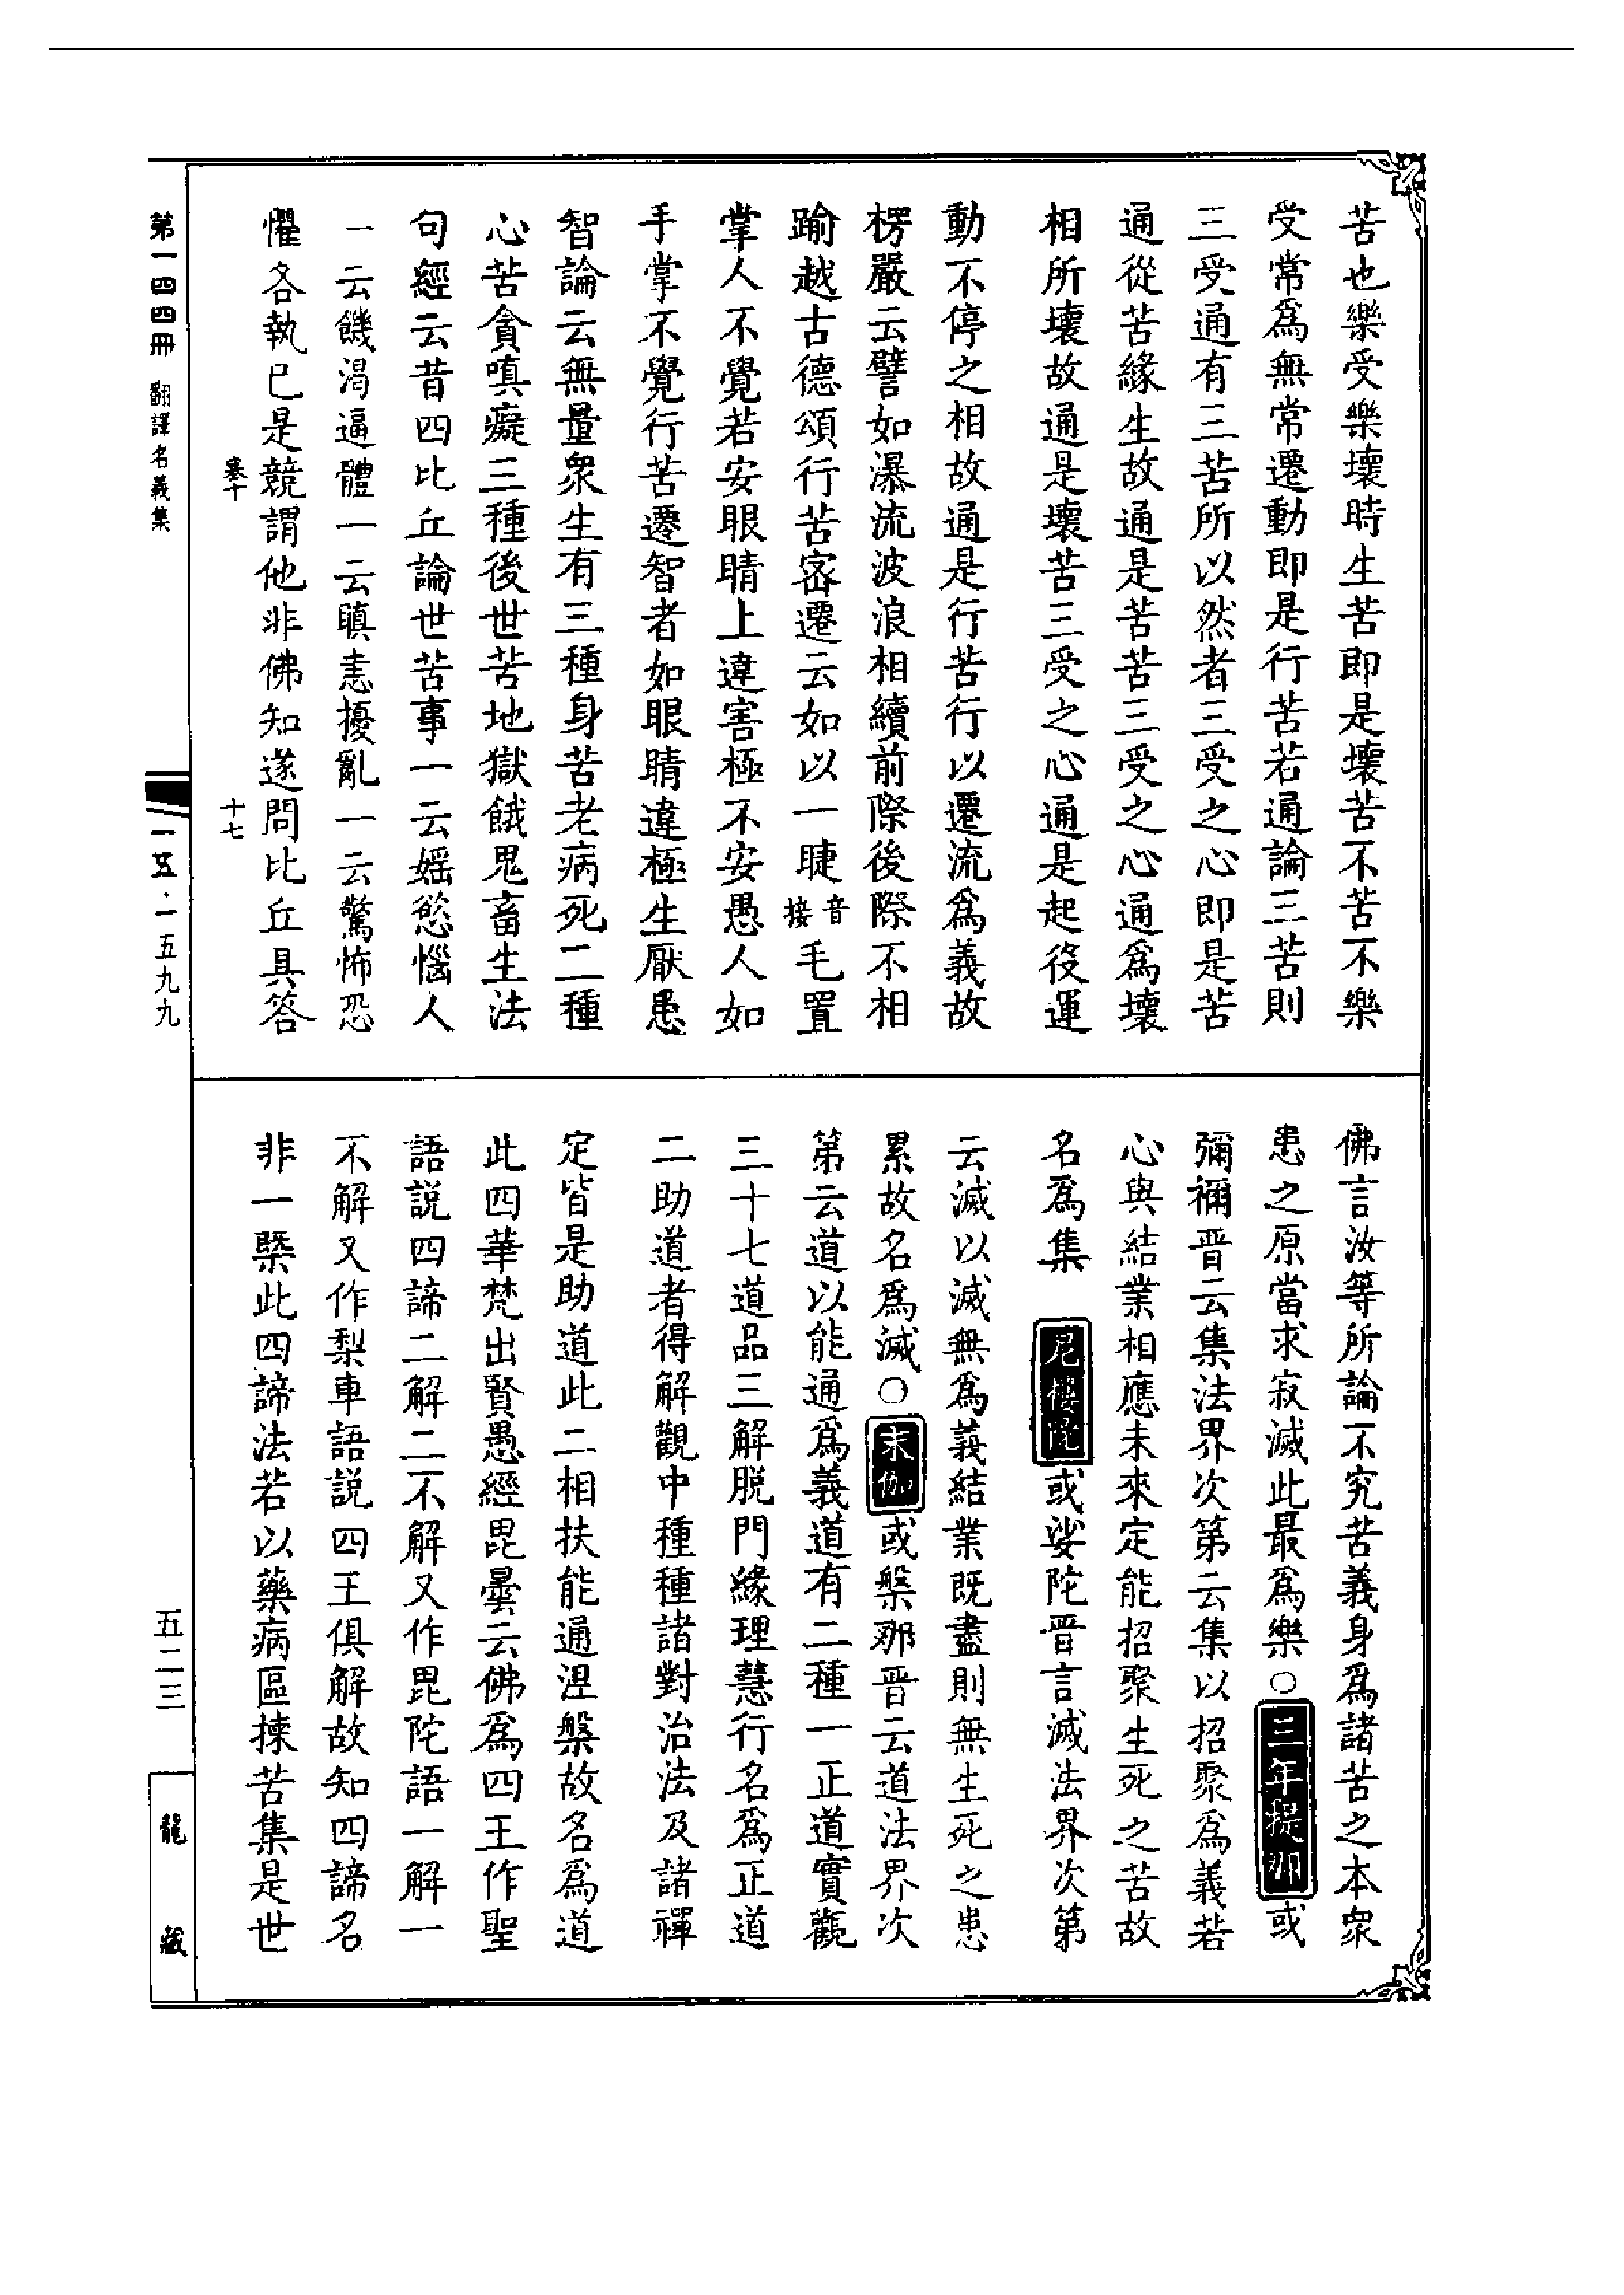 苦也樂受樂壞時生苦即是壞苦不苦不樂
受常爲無常遷動即是行苦若通論三苦則
三受通有三苦所以然者三受之心即是苦
通從苦緣生故通是苦苦三受之心通爲壞
相所壞故通是壞苦三受之心通是起役運
動不停之相故通是行苦行以遷流爲義故
楞嚴云譬如瀑流波浪相續前際後際不相
踰越古德頌行苦密遷云如以一睫音接毛置
掌人不覺若安眼睛上違害極不安愚人如
手掌不覺行苦遷智者如眼睛違極生厭患
智論云無量衆生有三種身苦老病死二種
心苦貪嗔癡三種後世苦地獄餓鬼畜生法
句經云昔四比丘論世苦事一云婬慾惱人
一云饑渴逼體一云瞋恚擾亂一云驚怖恐
懼各執已是競謂他非佛知遂問比丘具答
佛言汝等所論不究苦義身爲諸苦之本衆
患之原當求寂滅此最爲樂○三牟提耶或
彌禰晉云集法界次第云集以招聚爲義若
心與結業相應未來定能招聚生死之苦故
名爲集 尼樓陀或娑陀晉言滅法界次第
云滅以滅無爲義結業既盡則無生死之患
累故名爲滅○末伽或槃那晉云道法界次
第云道以能通爲義道有二種一正道實觀
三十七道品三解脱門緣理慧行名爲正道
二助道者得解觀中種種諸對治法及諸禪
定皆是助道此二相扶能通涅槃故名爲道
此四華梵出賢愚經毘曇云佛爲四王作聖
語説四諦二解二不解又作毘陀語一解一
不解又作梨車語説四王俱解故知四諦名
非一槩此四諦法若以藥病區揀苦集是世
第一四四冊 翻譯名義集
卷十
十七
一五·一五九九
五二三
龍藏